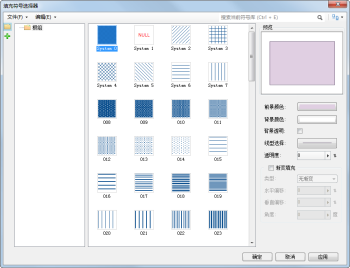 填充符号选择器
文件(F) 编辑(E)
搜索当前符号库 (Ctrl + E)
根组
System 0 System 1 System 2 System 3
NULL
System 4 System 5 System 6 System 7
008 009 010 011
012 013 014 015
016 017 018 019
020 021 022 023
预览
前景颜色:
背景颜色:
背景透明:
线型选择:
透明度: 0 %
渐变填充
类型: 无渐变
水平偏移: 0 %
垂直偏移: 0 %
角度: 0 度
确定 取消 应用